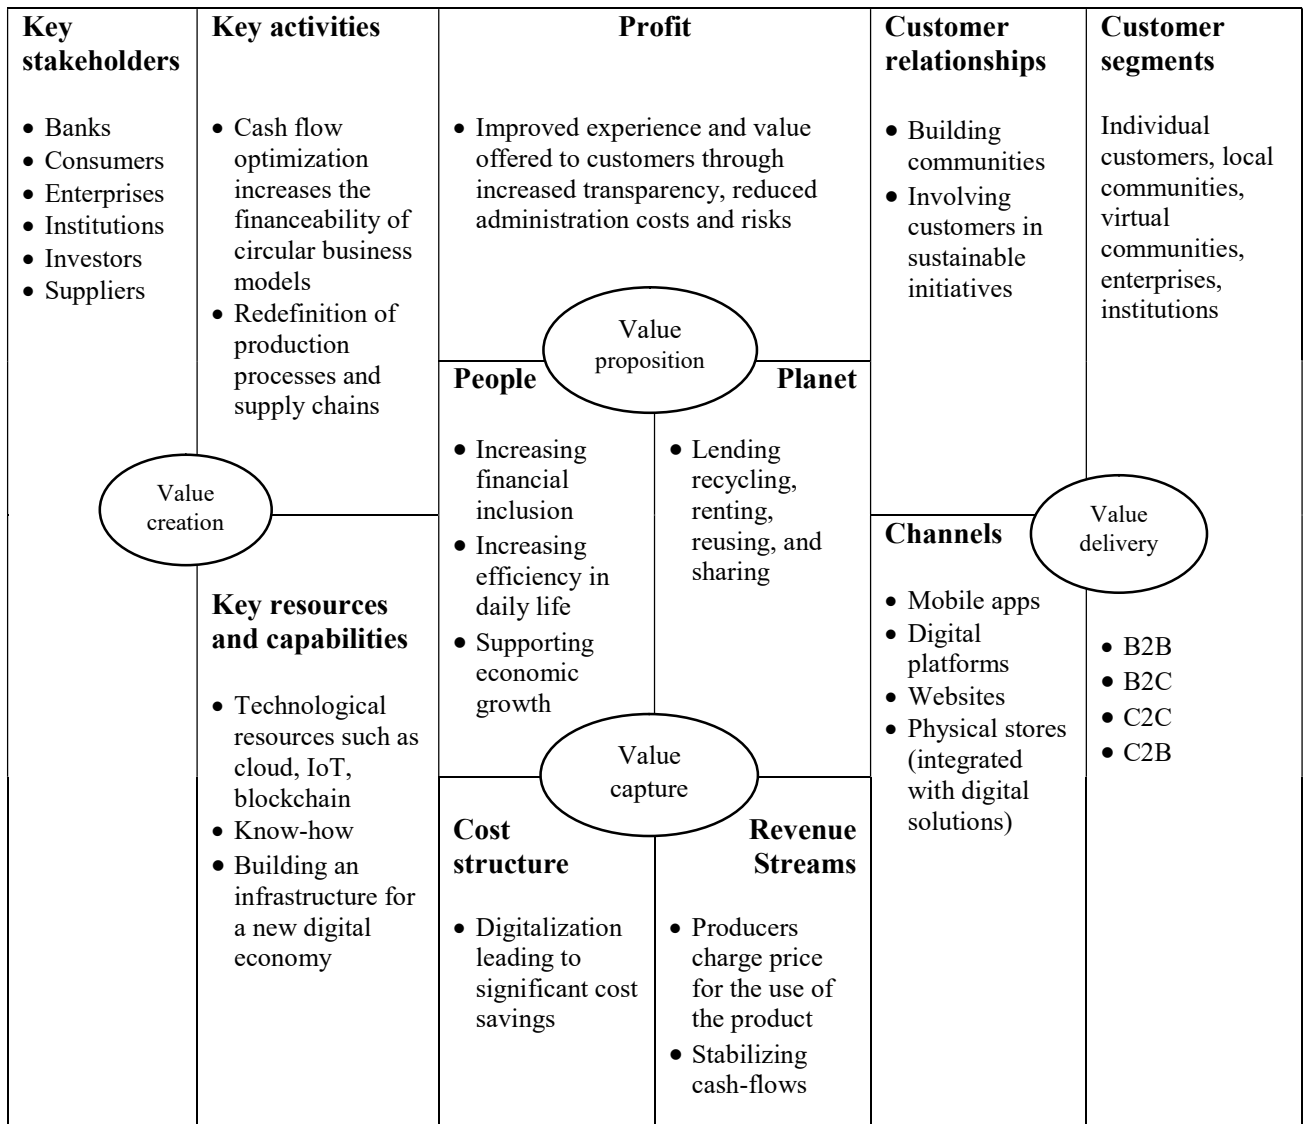 Key
stakeholders
• Banks
• Consumers
• Enterprises
• Institutions
• Investors
• Suppliers
Key activities
• Cash flow
optimization
increases the
financeability of
circular business
models
• Redefinition of
production
processes and
supply chains
Value
creation
Key resources
and capabilities
• Technological
resources such as
cloud, IoT,
blockchain
• Know-how
• Building an
infrastructure for
a new digital
economy
Profit
• Improved experience and value
offered to customers through
increased transparency, reduced
administration costs and risks
Value
proposition
People
• Increasing
financial
inclusion
• Increasing
efficiency in
daily life
• Supporting
economic
growth
Planet
• Lending
recycling,
renting,
reusing, and
sharing
Value
capture
Cost
structure
• Digitalization
leading to
significant cost
savings
Revenue
Streams
• Producers
charge price
for the use of
the product
• Stabilizing
cash-flows
Customer
relationships
• Building
communities
• Involving
customers in
sustainable
initiatives
Channels
• Mobile apps
• Digital
platforms
• Websites
• Physical stores
(integrated
with digital
solutions)
Customer
segments
Individual
customers, local
communities,
virtual
communities,
enterprises,
institutions
Value
delivery
• B2B
• B2C
• C2C
• C2B